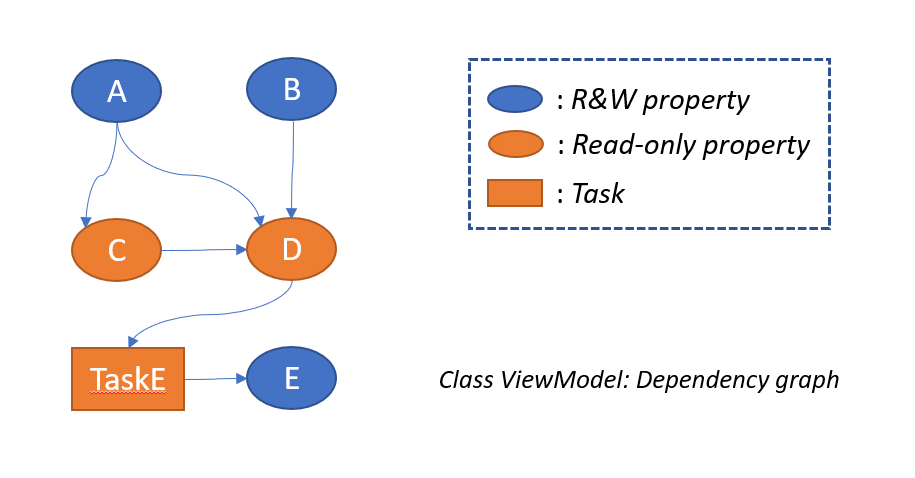 A
B
: R&W property
: Read-only property
: Task
C
D
TaskE
E
Class ViewModel: Dependency graph